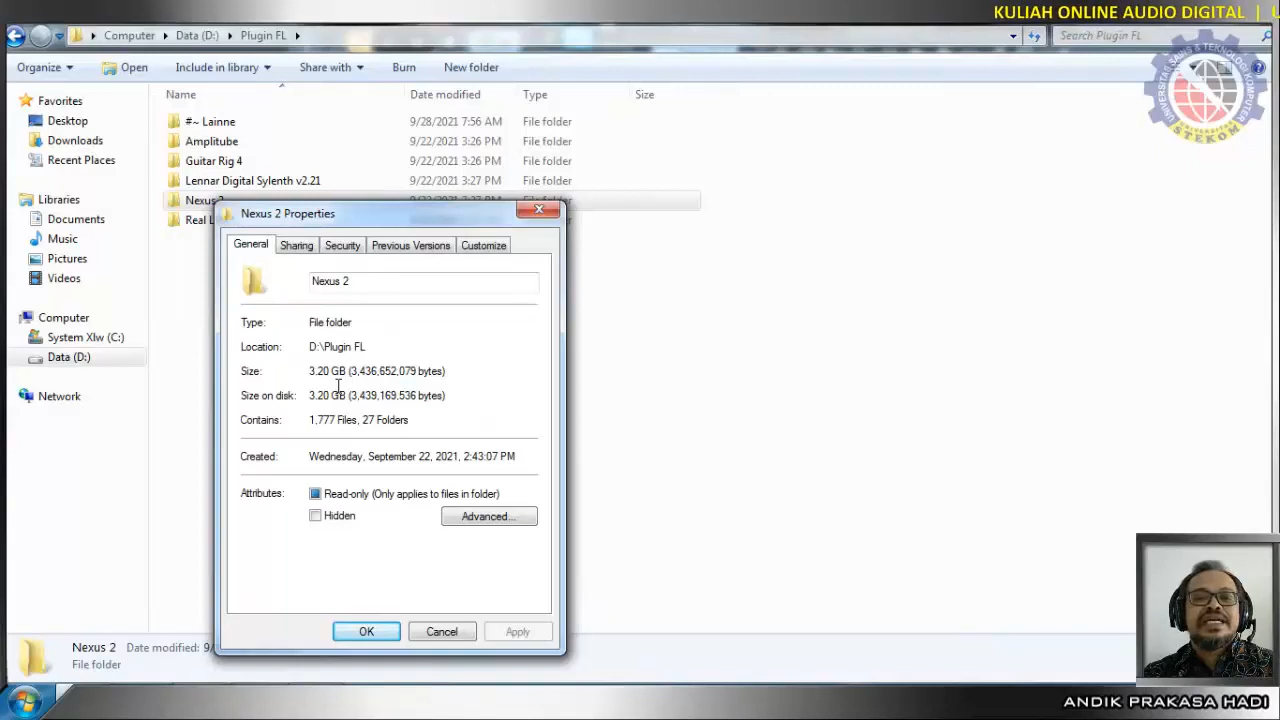 KULIAH ONLINE AUDIO DIGITAL |
Computer Data (D:) Plugin FL
Search Plugin FL
Organize Open Include in library Share with Burn New folder
Name Date modified Type Size
Favorites
Desktop
Downloads
Recent Places
Libraries
Documents
Music
Pictures
Videos
Computer
System Xlw (C:)
Data (D:)
Network
#~ Lainne 9/28/2021 7:56 AM File folder
Amplitube 9/22/2021 3:26 PM File folder
Guitar Rig 4 9/22/2021 3:26 PM File folder
Lennar Digital Sylenth v2.21 9/22/2021 3:27 PM File folder
Nexus
Real
Nexus 2 Properties
General Sharing Security Previous Versions Customize
Nexus 2
Type: File folder
Location: D:\Plugin FL
Size: 3.20 GB (3,436,652,079 bytes)
Size on disk: 3.20 GB (3,439,169,536 bytes)
Contains: 1,777 Files, 27 Folders
Created: Wednesday, September 22, 2021, 2:43:07 PM
Attributes: Read-only (Only applies to files in folder)
Hidden Advanced...
OK Cancel Apply
Nexus 2 Date modified: 9/
File folder
UNIVERSITAS SAINS & TEKNOLOGI KOMPUTER
STEKOM
ANDIK PRAKASA HADI